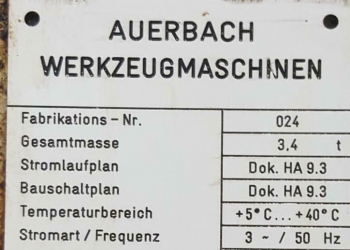 AUERBACH
WERKZEUGMASCHINEN
Fabrikations - Nr. 024
Gesamtmasse 3,4 t
Stromlaufplan Dok. HA 9.3
Bauschaltplan Dok. HA 9.3
Temperaturbereich +5°C...+40°C
Stromart / Frequenz 3 ~ / 50 Hz